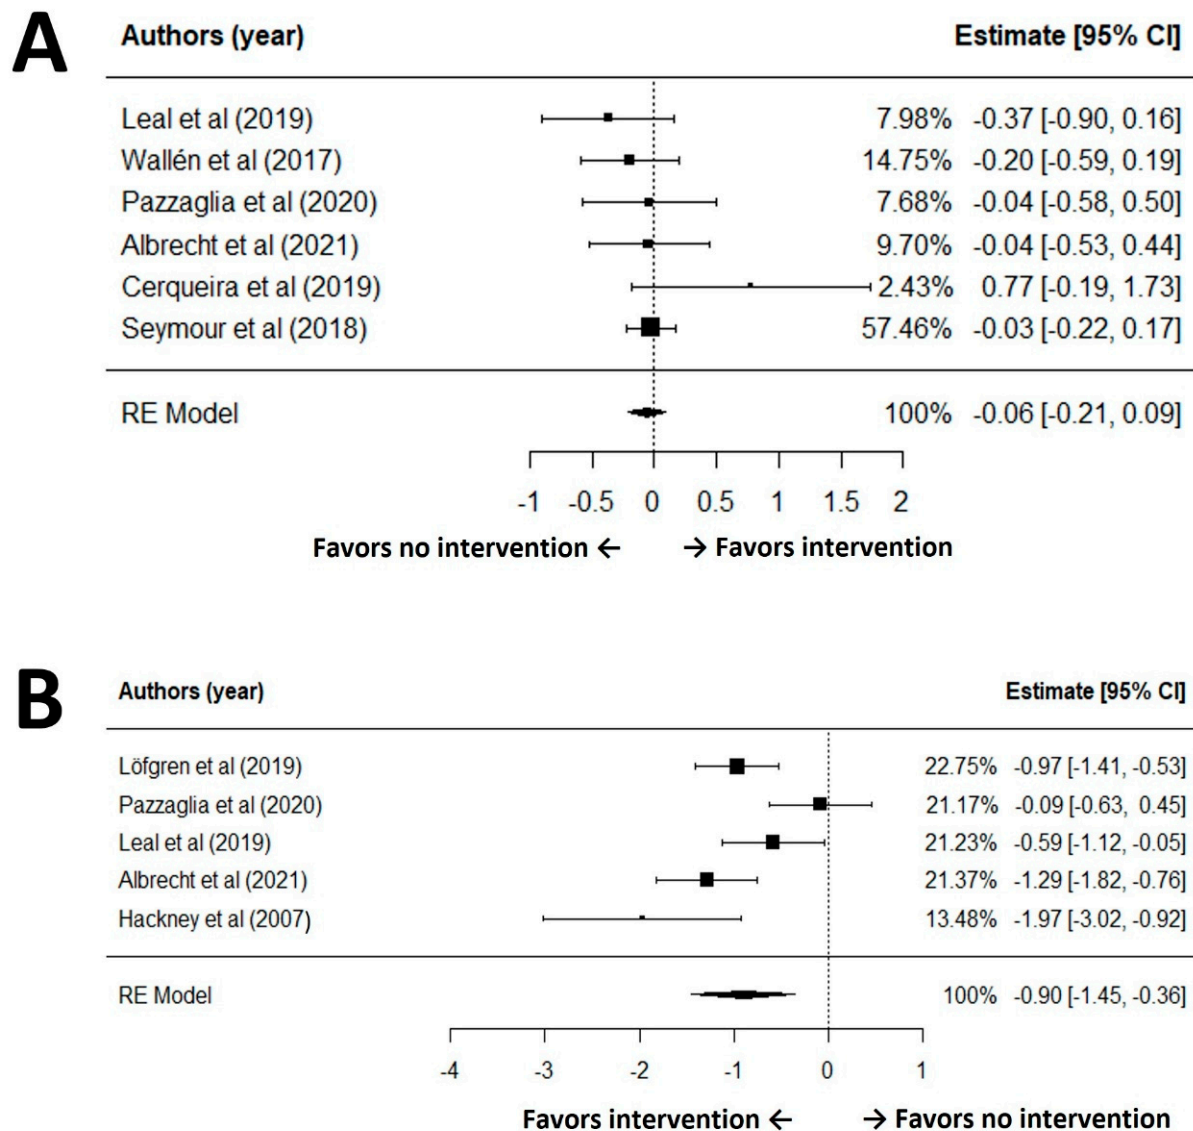 A
Authors (year) Estimate [95% CI]
Leal et al (2019) 7.98% -0.37 [-0.90, 0.16]
Wallén et al (2017) 14.75% -0.20 [-0.59, 0.19]
Pazzaglia et al (2020) 7.68% -0.04 [-0.58, 0.50]
Albrecht et al (2021) 9.70% -0.04 [-0.53, 0.44]
Cerqueira et al (2019) 2.43% 0.77 [-0.19, 1.73]
Seymour et al (2018) 57.46% -0.03 [-0.22, 0.17]
RE Model 100% -0.06 [-0.21, 0.09]
-1 -0.5 0 0.5 1 1.5 2
Favors no intervention ← → Favors intervention
B
Authors (year) Estimate [95% CI]
Löfgren et al (2019) 22.75% -0.97 [-1.41, -0.53]
Pazzaglia et al (2020) 21.17% -0.09 [-0.63, 0.45]
Leal et al (2019) 21.23% -0.59 [-1.12, -0.05]
Albrecht et al (2021) 21.37% -1.29 [-1.82, -0.76]
Hackney et al (2007) 13.48% -1.97 [-3.02, -0.92]
RE Model 100% -0.90 [-1.45, -0.36]
-4 -3 -2 -1 0 1
Favors intervention ← → Favors no intervention